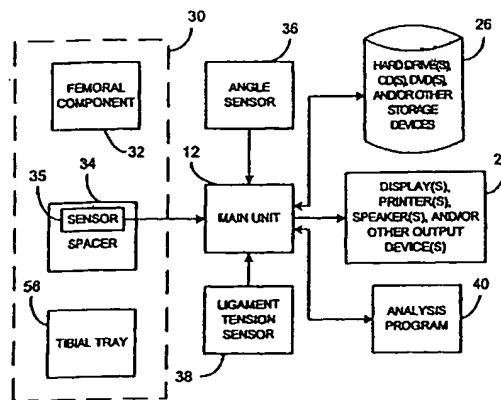 30
36
26
FEMORAL
COMPONENT
32
ANGLE
SENSOR
HARD DRIVE(S),
CD(S), DVD(S),
AND/OR OTHER
STORAGE
DEVICES
12
34
35
SENSOR
SPACER
MAIN UNIT
DISPLAY(S),
PRINTER(S),
SPEAKER(S), AND/OR
OTHER OUTPUT
DEVICE(S)
58
TIBIAL TRAY
LIGAMENT
TENSION
SENSOR
38
40
ANALYSIS
PROGRAM